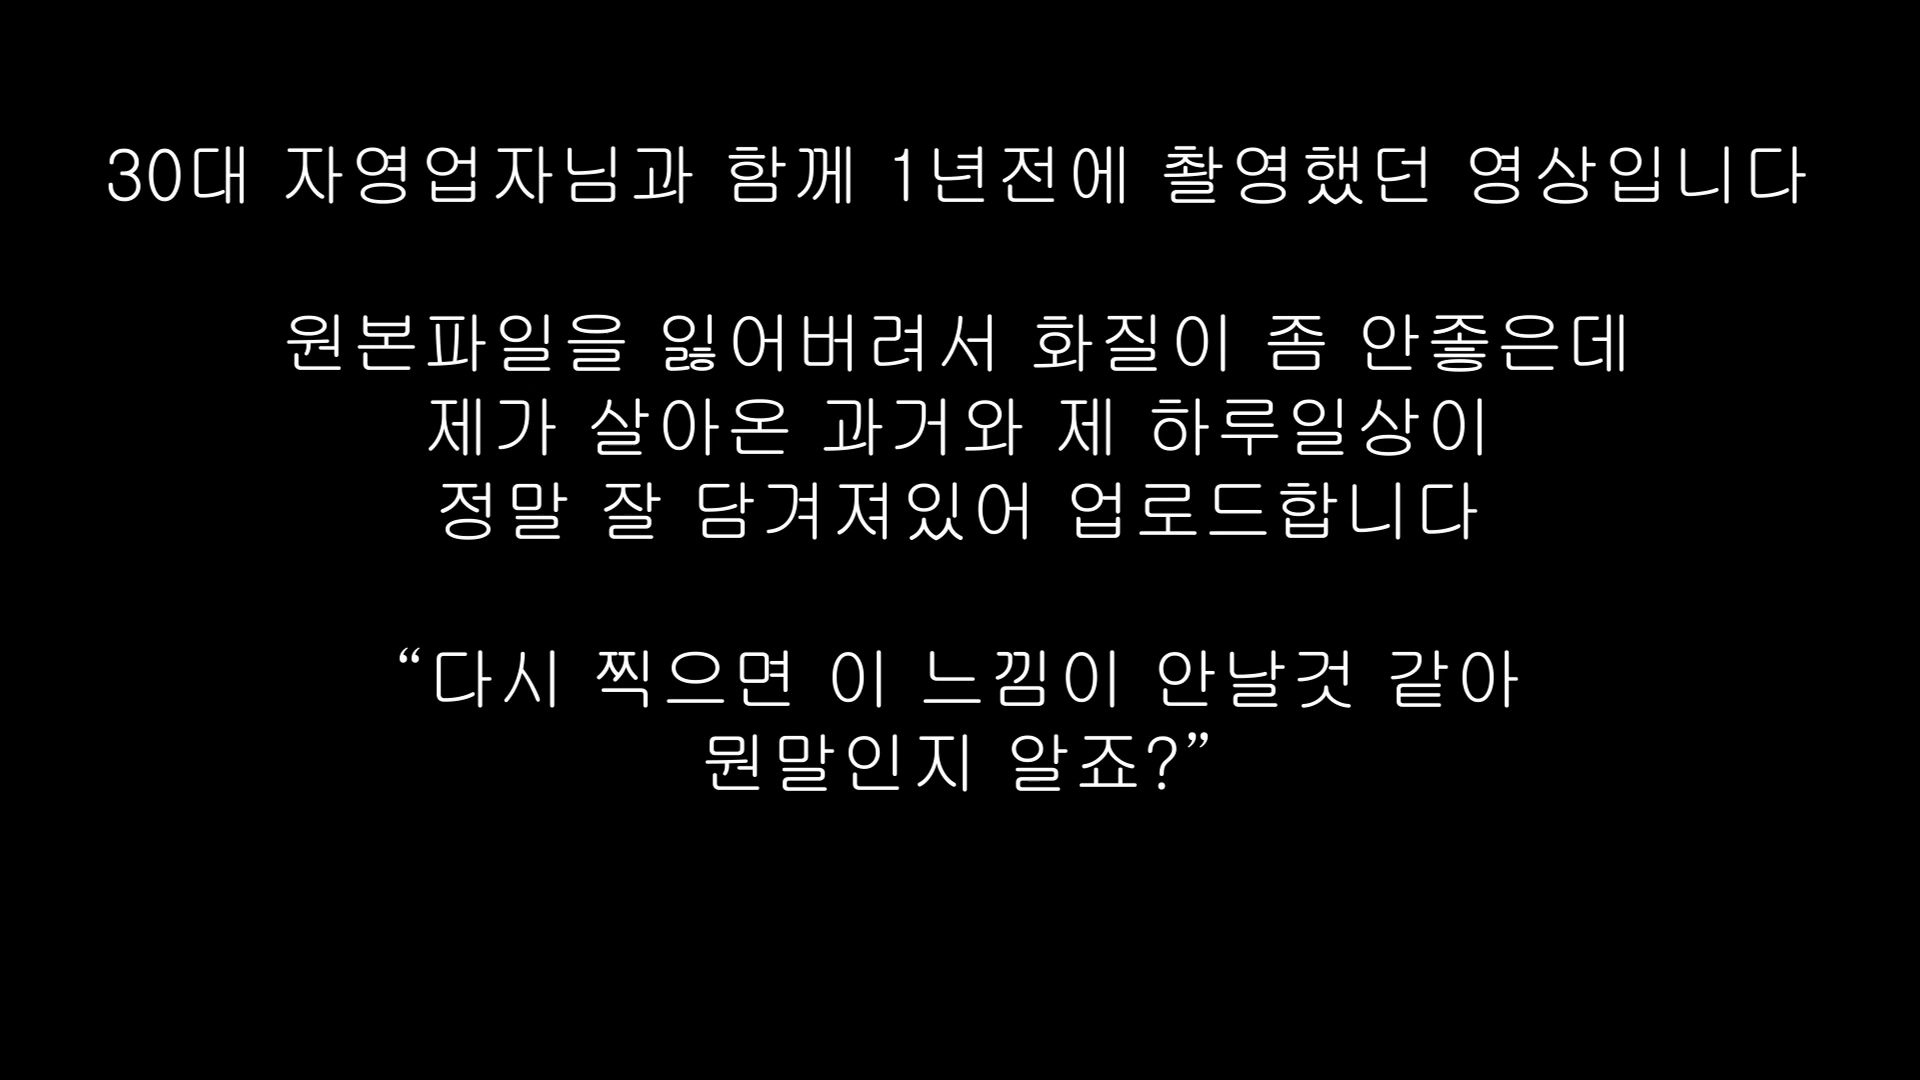 30대 자영업자님과 함께 1년전에 촬영했던 영상입니다
원본파일을 잃어버려서 화질이 좀 안좋은데
제가 살아온 과거와 제 하루일상이
정말 잘 담겨져있어 업로드합니다
“다시 찍으면 이 느낌이 안날것 같아
뭔말인지 알죠?”